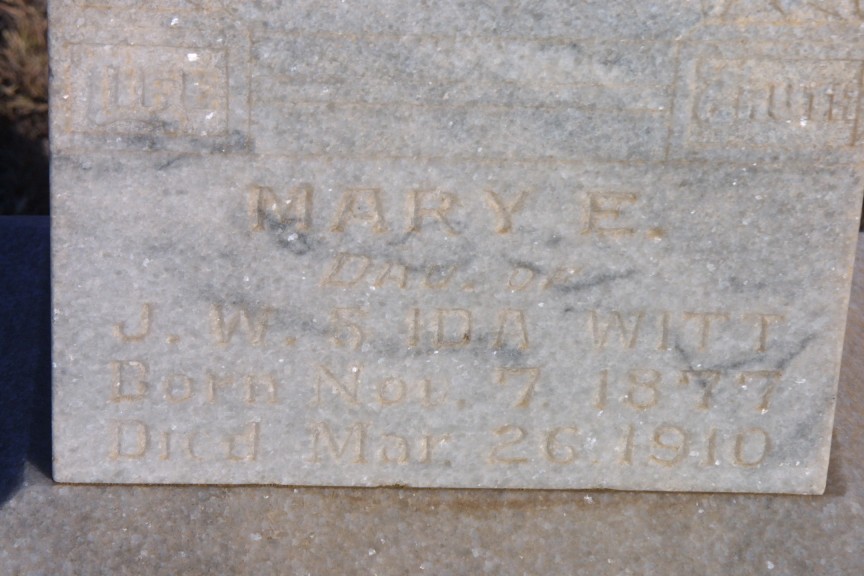 MARY E.
DAU. OF
J. W. & IDA WITT
Born Nov. 7, 1877
Died Mar. 26, 1910